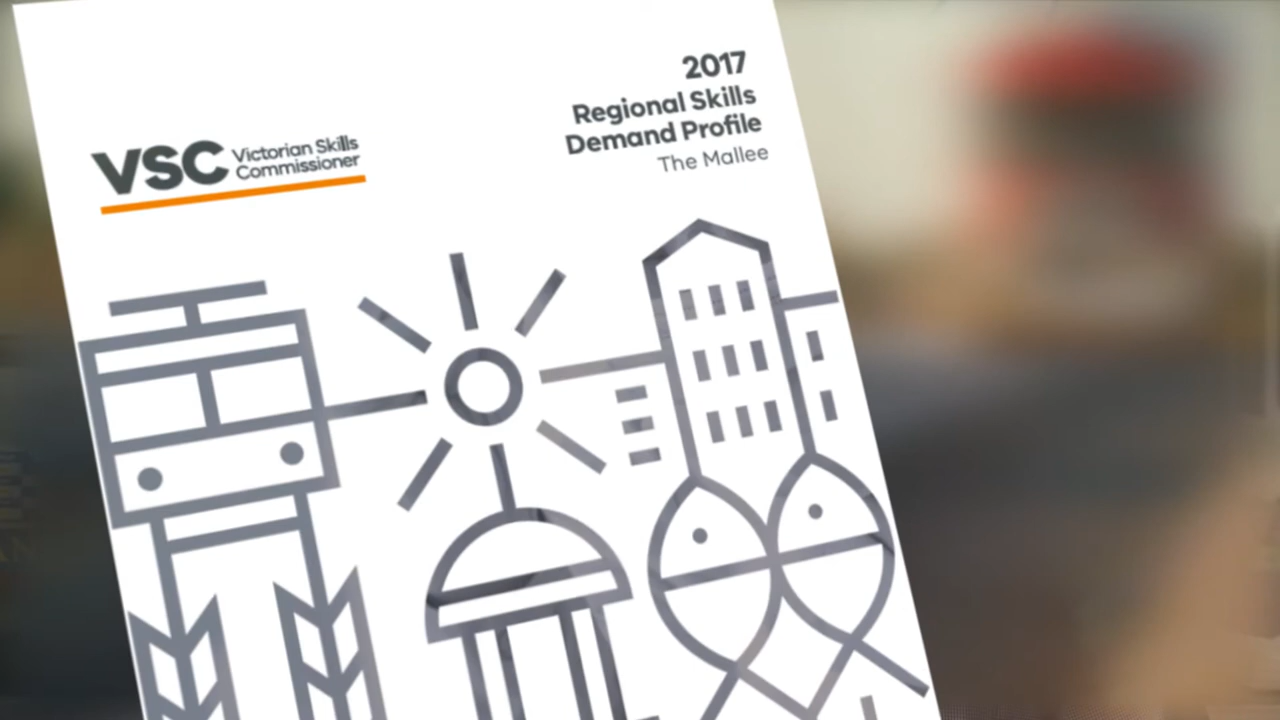 2017
Regional Skills
Demand Profile
The Mallee
VSC
Victorian Skills
Commissioner